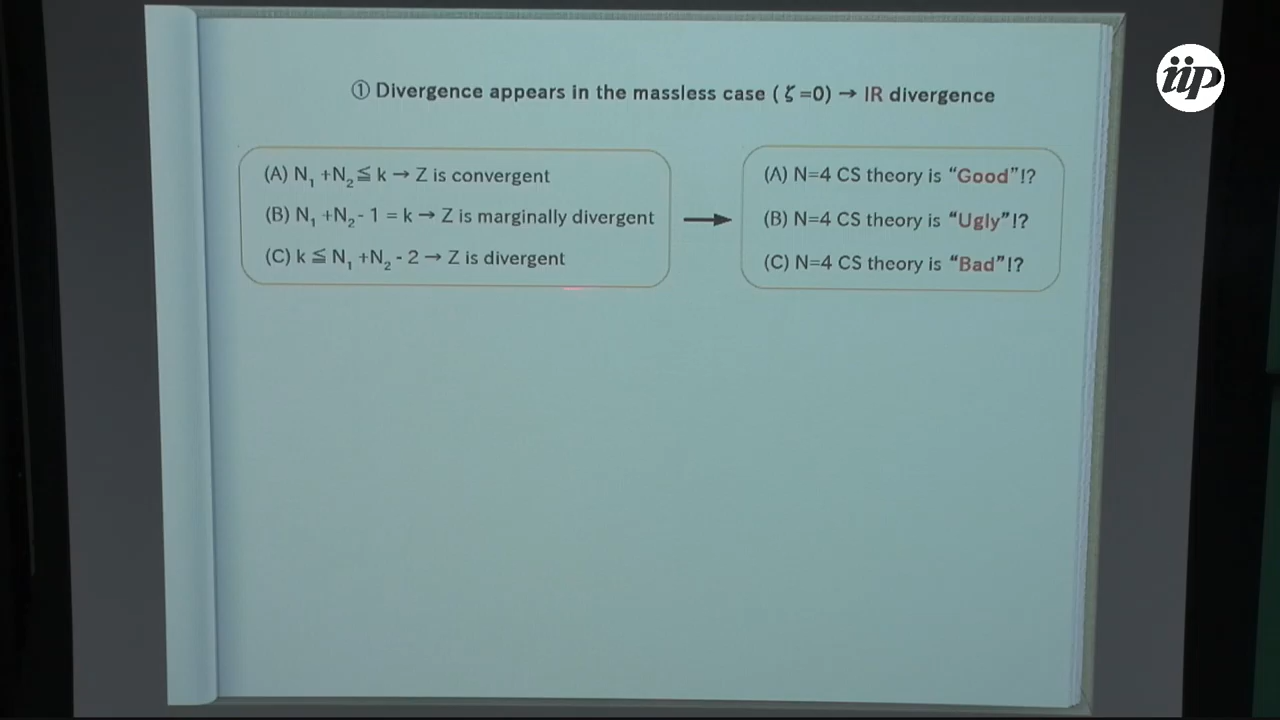 ① Divergence appears in the massless case ( ζ =0) → IR divergence
(A) N₁ +N₂ ≦ k → Z is convergent
(B) N₁ +N₂ - 1 = k → Z is marginally divergent
(C) k ≦ N₁ +N₂ - 2 → Z is divergent
(A) N=4 CS theory is “Good”!?
(B) N=4 CS theory is “Ugly”!?
(C) N=4 CS theory is “Bad”!?
iip